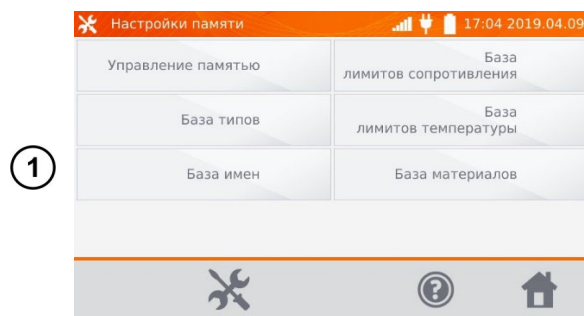 1
Настройки памяти 17:04 2019.04.09
Управление памятью
База
лимитов сопротивления
База типов
База
лимитов температуры
База имен
База материалов
?